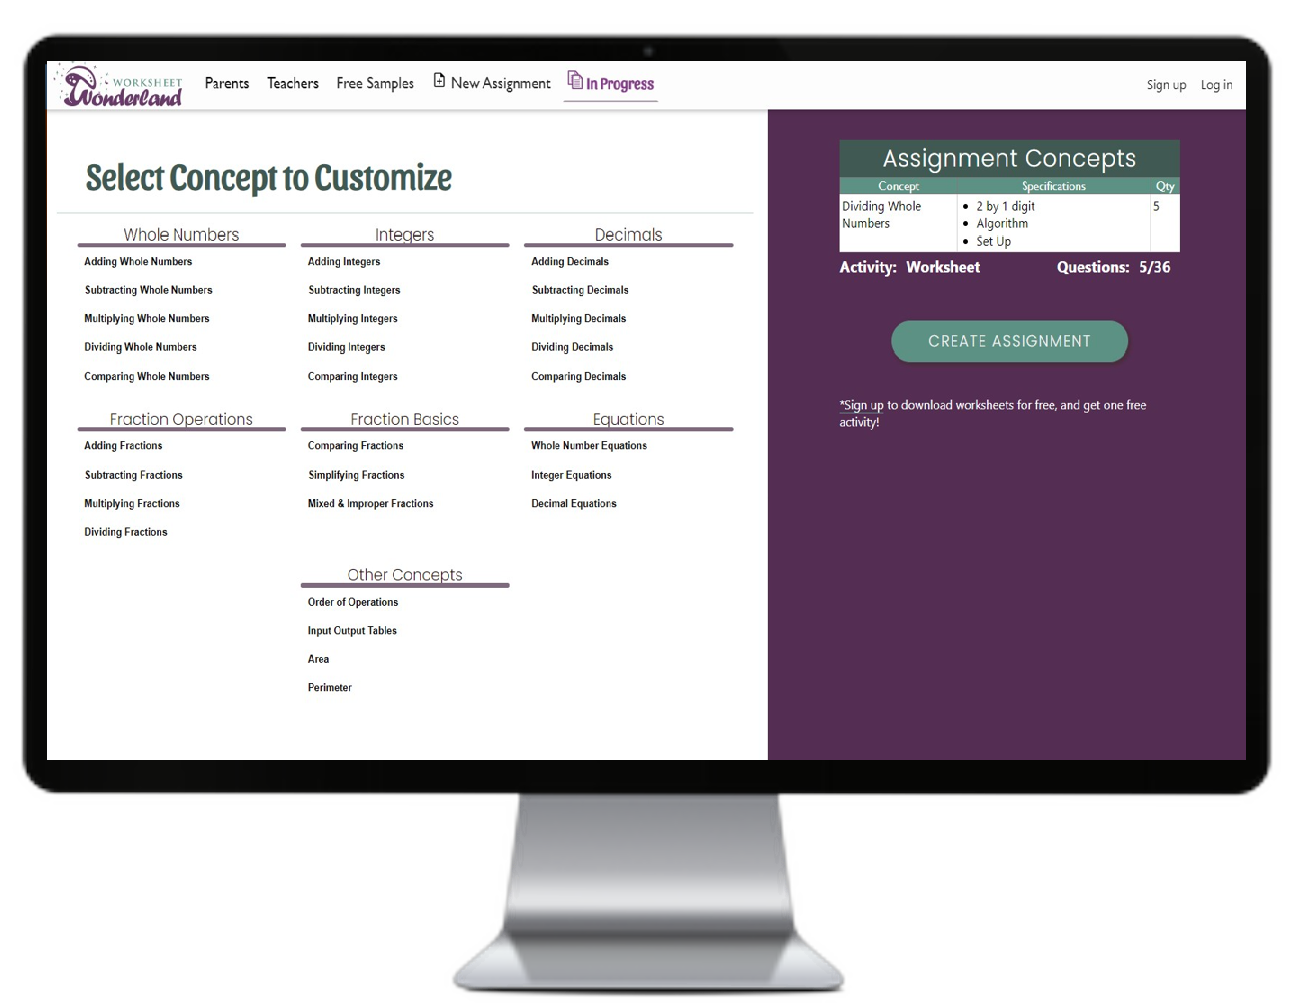 WORKSHEET
Wonderland
Parents Teachers Free Samples New Assignment In Progress
Sign up Log in
Select Concept to Customize
Whole Numbers
Adding Whole Numbers
Subtracting Whole Numbers
Multiplying Whole Numbers
Dividing Whole Numbers
Comparing Whole Numbers
Integers
Adding Integers
Subtracting Integers
Multiplying Integers
Dividing Integers
Comparing Integers
Decimals
Adding Decimals
Subtracting Decimals
Multiplying Decimals
Dividing Decimals
Comparing Decimals
Fraction Operations
Adding Fractions
Subtracting Fractions
Multiplying Fractions
Dividing Fractions
Fraction Basics
Comparing Fractions
Simplifying Fractions
Mixed & Improper Fractions
Equations
Whole Number Equations
Integer Equations
Decimal Equations
Other Concepts
Order of Operations
Input Output Tables
Area
Perimeter
Assignment Concepts
Concept Specifications Qty
Dividing Whole
Numbers
• 2 by 1 digit
• Algorithm
• Set Up
5
Activity: Worksheet Questions: 5/36
CREATE ASSIGNMENT
*Sign up to download worksheets for free, and get one free
activity!